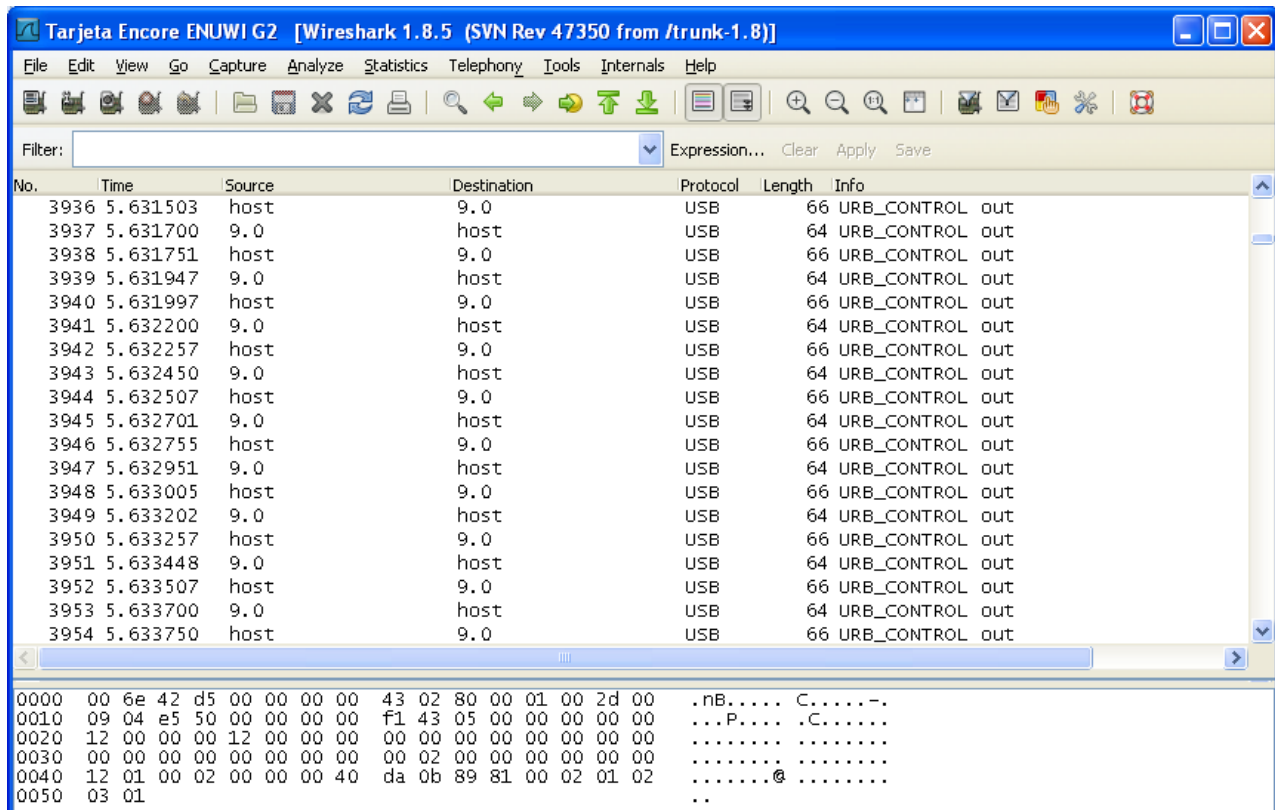 Tarjeta Encore ENUWI G2 [Wireshark 1.8.5 (SVN Rev 47350 from /trunk-1.8)]
File Edit View Go Capture Analyze Statistics Telephony Tools Internals Help
Filter: Expression... Clear Apply Save
No. Time Source Destination Protocol Length Info
3936 5.631503 host 9.0 USB 66 URB_CONTROL out
3937 5.631700 9.0 host USB 64 URB_CONTROL out
3938 5.631751 host 9.0 USB 66 URB_CONTROL out
3939 5.631947 9.0 host USB 64 URB_CONTROL out
3940 5.631997 host 9.0 USB 66 URB_CONTROL out
3941 5.632200 9.0 host USB 64 URB_CONTROL out
3942 5.632257 host 9.0 USB 66 URB_CONTROL out
3943 5.632450 9.0 host USB 64 URB_CONTROL out
3944 5.632507 host 9.0 USB 66 URB_CONTROL out
3945 5.632701 9.0 host USB 64 URB_CONTROL out
3946 5.632755 host 9.0 USB 66 URB_CONTROL out
3947 5.632951 9.0 host USB 64 URB_CONTROL out
3948 5.633005 host 9.0 USB 66 URB_CONTROL out
3949 5.633202 9.0 host USB 64 URB_CONTROL out
3950 5.633257 host 9.0 USB 66 URB_CONTROL out
3951 5.633448 9.0 host USB 64 URB_CONTROL out
3952 5.633507 host 9.0 USB 66 URB_CONTROL out
3953 5.633700 9.0 host USB 64 URB_CONTROL out
3954 5.633750 host 9.0 USB 66 URB_CONTROL out
0000 00 6e 42 d5 00 00 00 00 43 02 80 00 01 00 2d 00 .nB..... C.....-.
0010 09 04 e5 50 00 00 00 00 f1 43 05 00 00 00 00 00 ...P.... .C......
0020 12 00 00 00 12 00 00 00 00 00 00 00 00 00 00 00 ........ ........
0030 00 00 00 00 00 00 00 00 00 02 00 00 00 00 00 00 ........ ........
0040 12 01 00 02 00 00 00 40 da 0b 89 81 00 02 01 02 .......@ ........
0050 03 01 ..